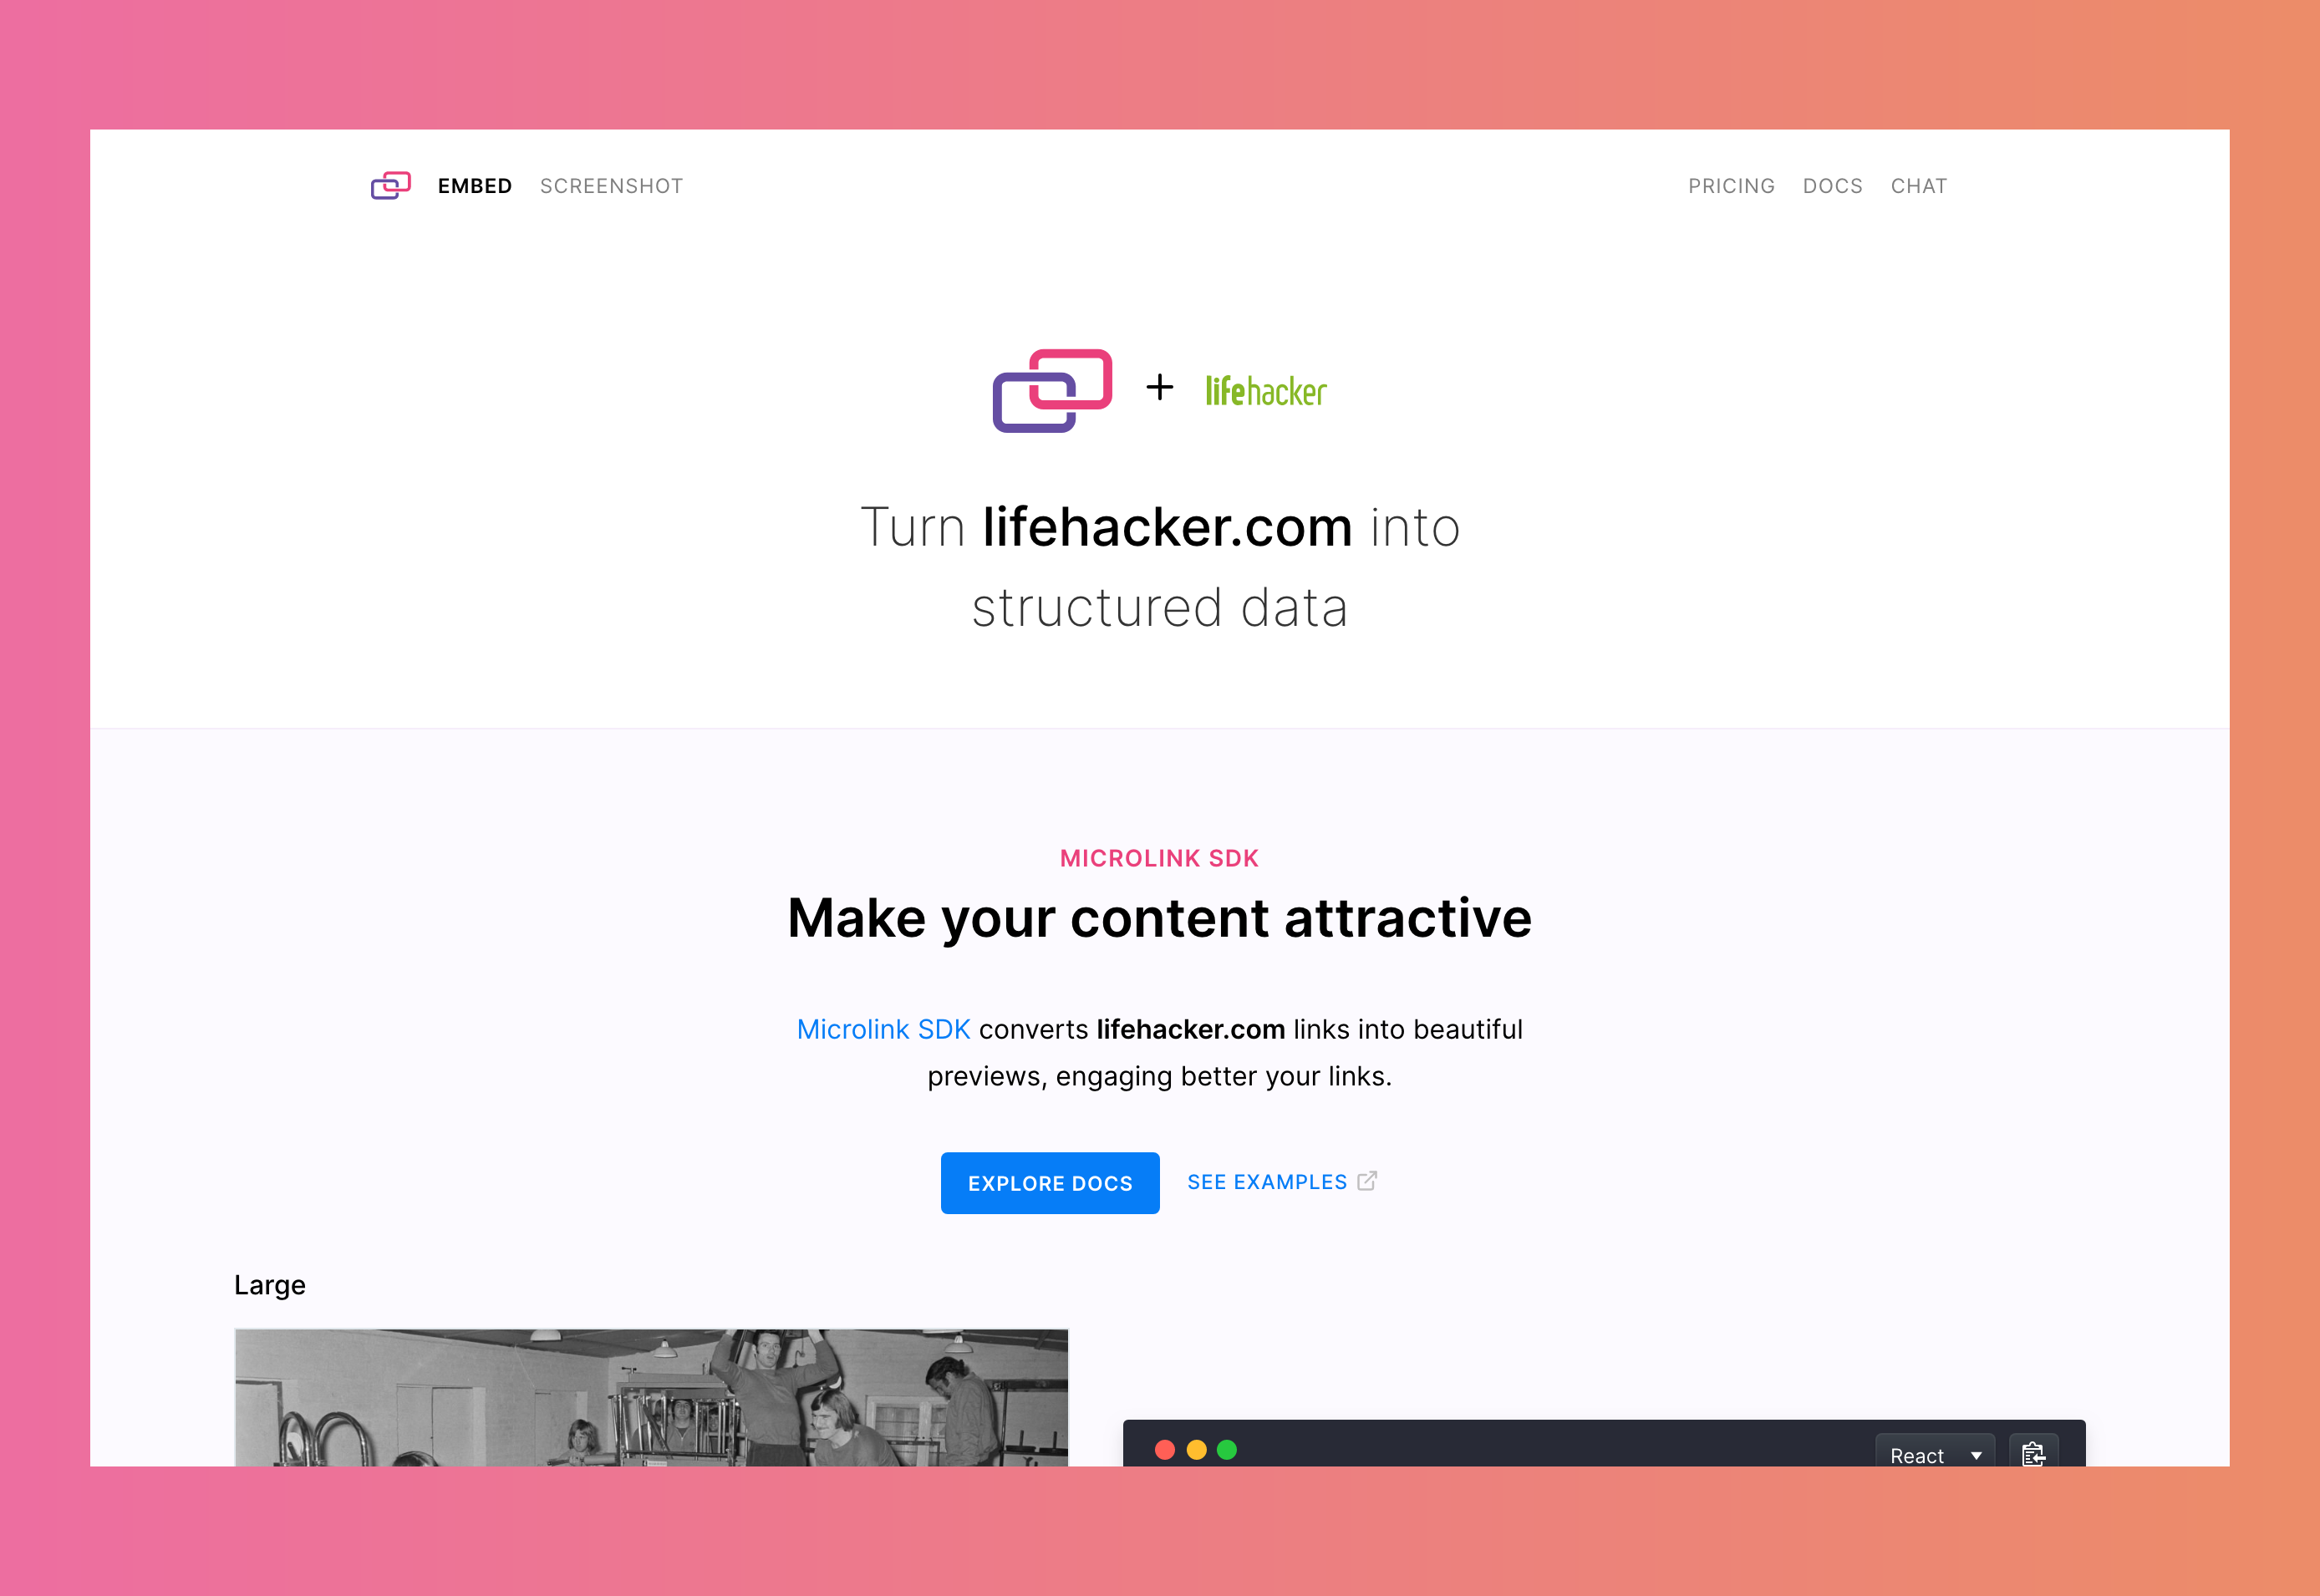 EMBED SCREENSHOT PRICING DOCS CHAT
+ lifehacker
Turn lifehacker.com into
structured data
MICROLINK SDK
Make your content attractive
Microlink SDK converts lifehacker.com links into beautiful
previews, engaging better your links.
EXPLORE DOCS SEE EXAMPLES
Large
React